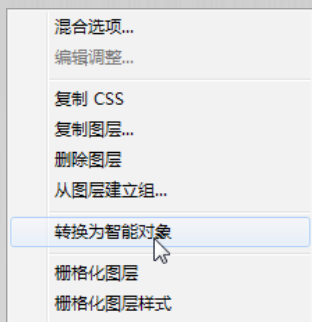 混合选项...
编辑调整...
复制 CSS
复制图层...
删除图层
从图层建立组...
转换为智能对象
栅格化图层
栅格化图层样式